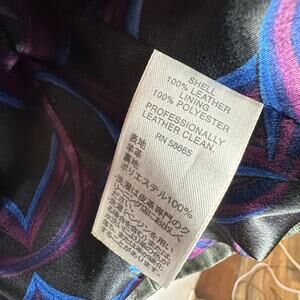 SHELL
100% LEATHER
LINING
100% POLYESTER
PROFESSIONALLY
LEATHER CLEAN.
RN 58665
表地
本革
裏地
ポリエステル100%